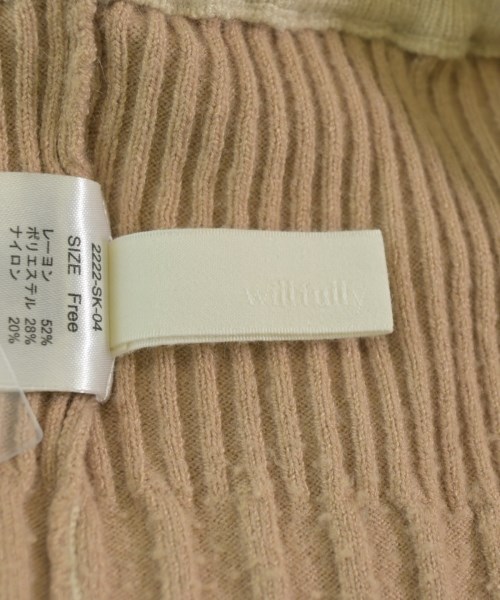 2222-SK-04
SIZE Free
レーヨン 52%
ポリエステル 28%
ナイロン 20%
willfully